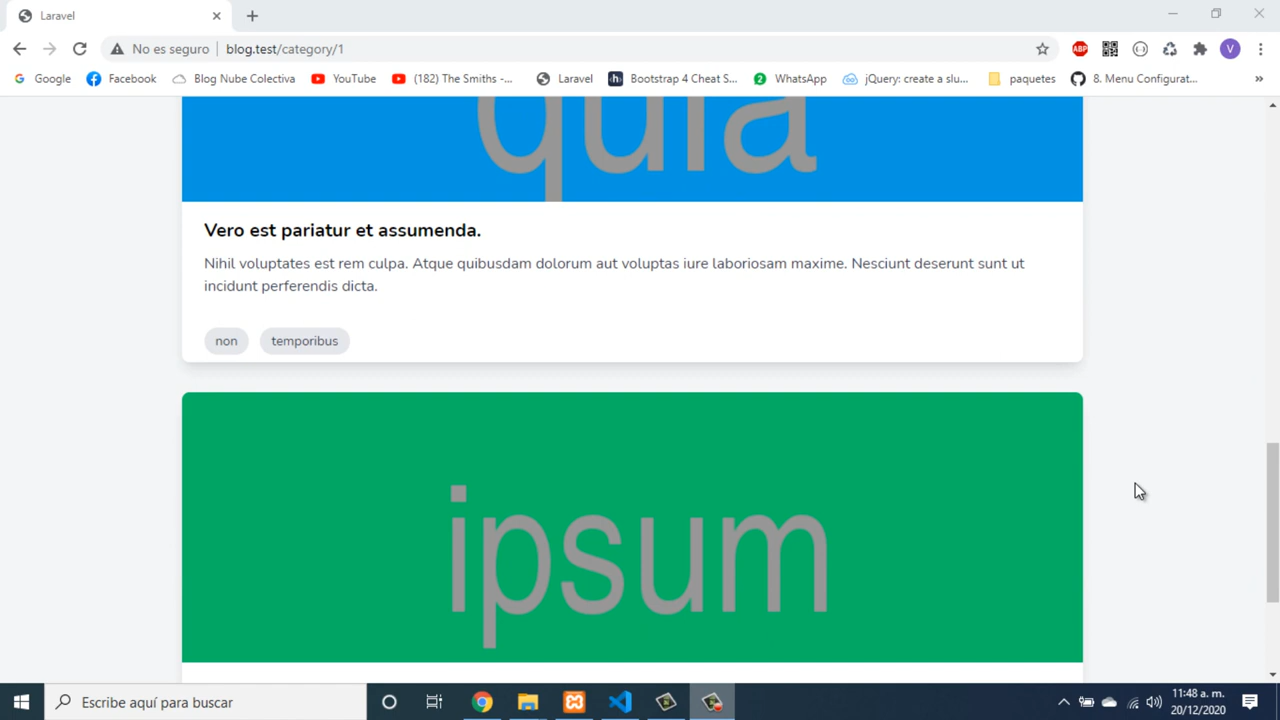 Laravel
No es seguro
blog.test/category/1
ABP
V
Google
Facebook
Blog Nube Colectiva
YouTube
(182) The Smiths -...
Laravel
Bootstrap 4 Cheat S...
2
WhatsApp
jQuery: create a slu...
paquetes
8. Menu Configurat...
»
quia
Vero est pariatur et assumenda.
Nihil voluptates est rem culpa. Atque quibusdam dolorum aut voluptas iure laboriosam maxime. Nesciunt deserunt sunt ut
incidunt perferendis dicta.
non
temporibus
ipsum
Escribe aquí para buscar
11:48 a. m.
20/12/2020